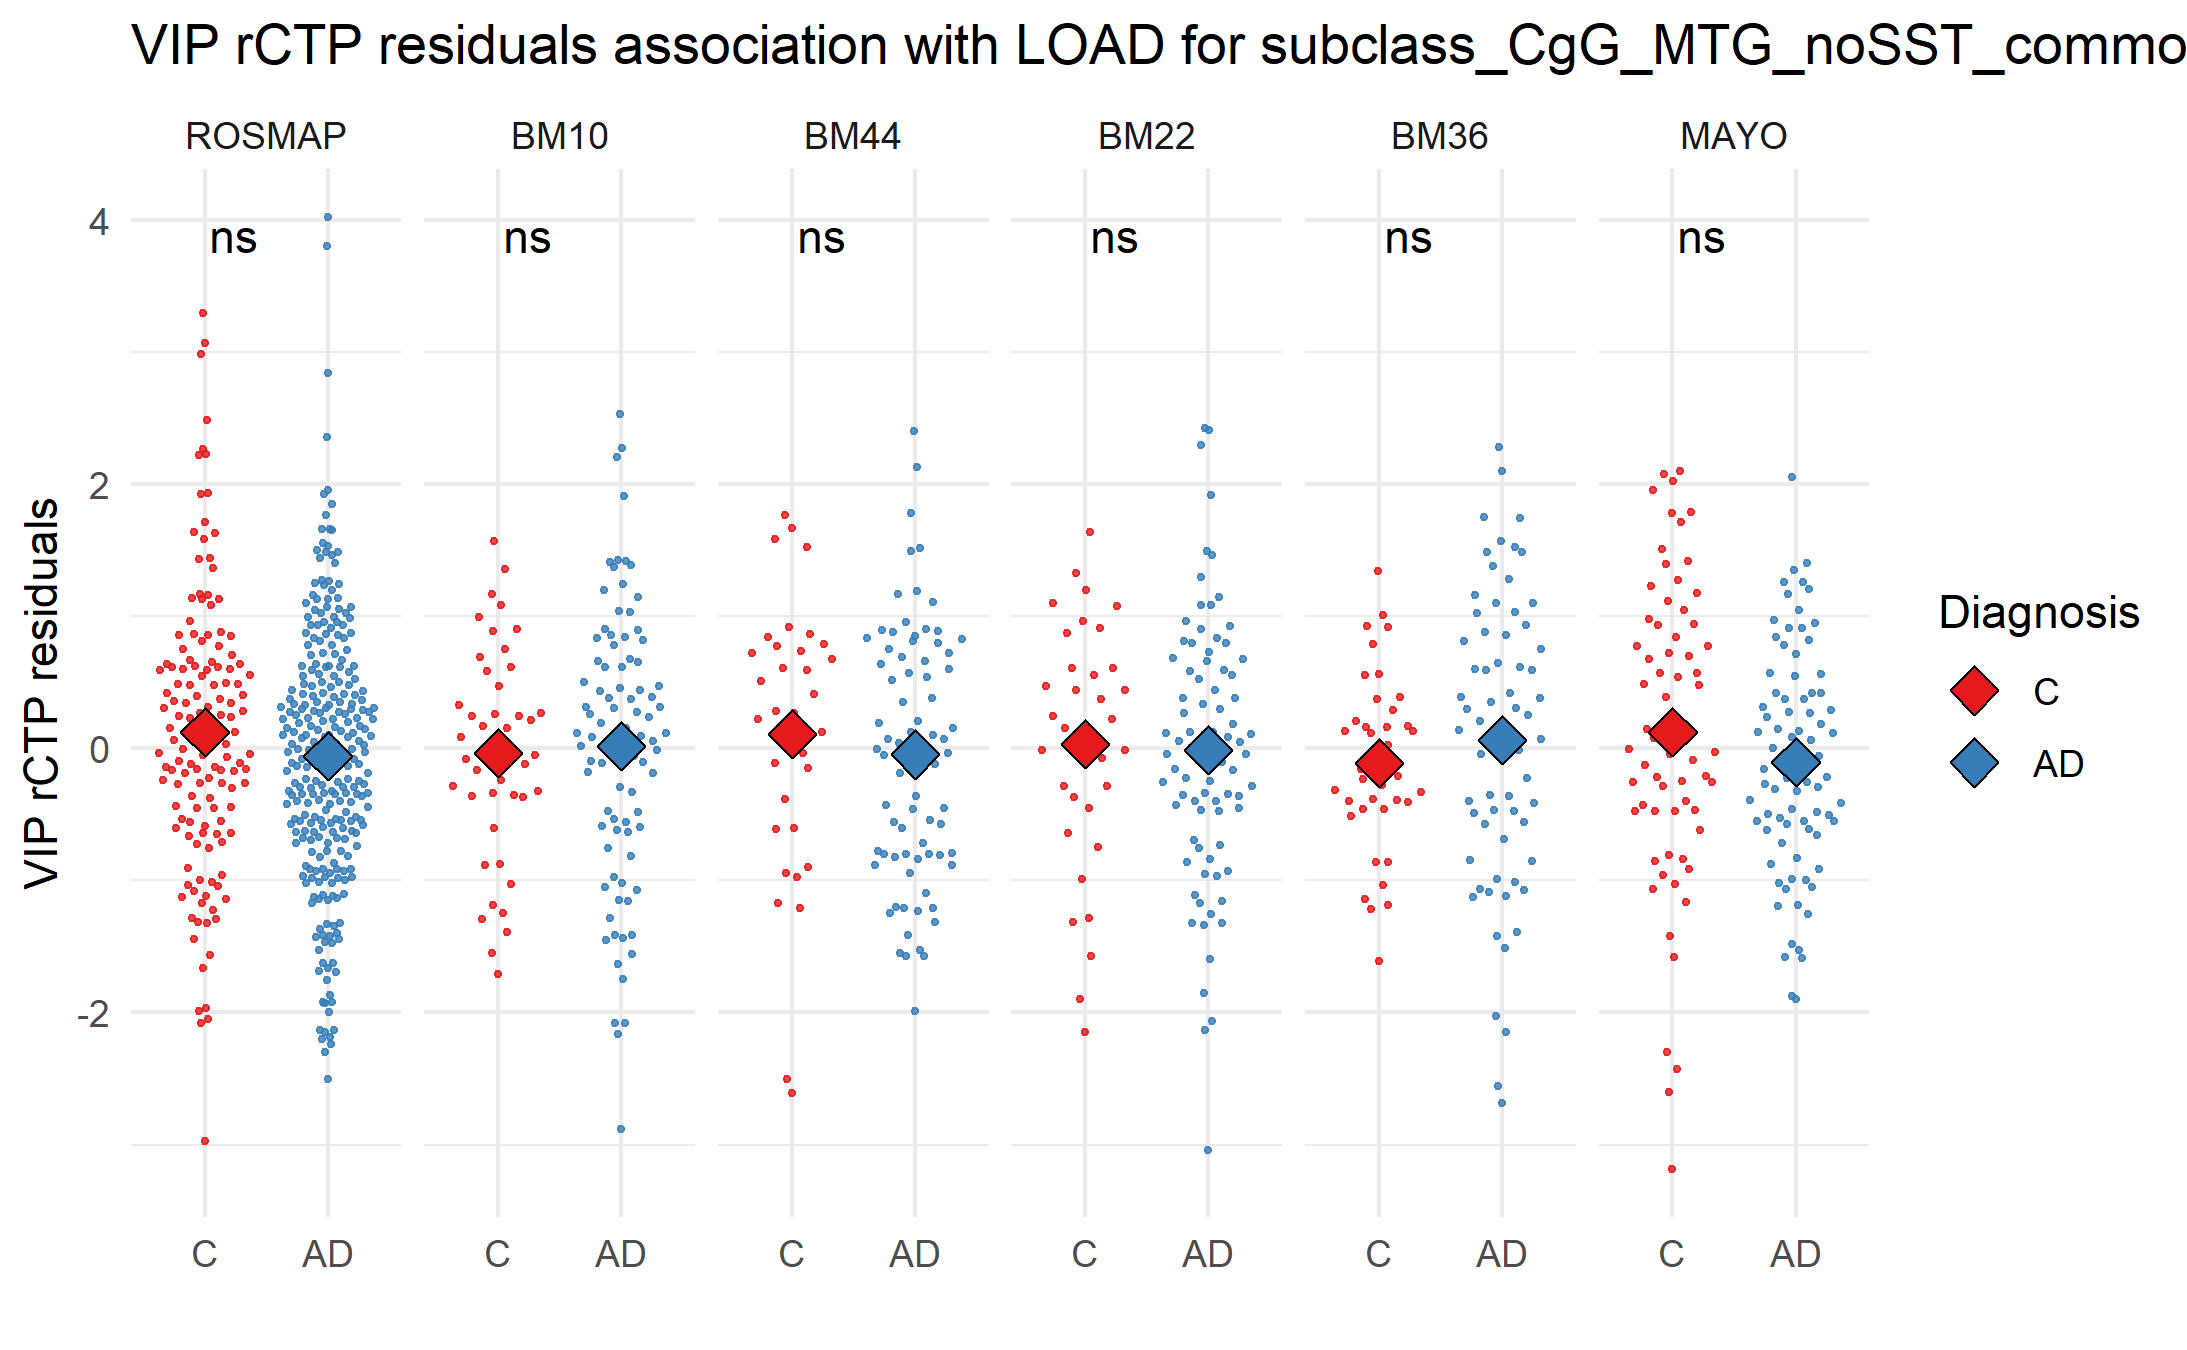 VIP rCTP residuals association with LOAD for subclass_CgG_MTG_noSST_commo
ROSMAP BM10 BM44 BM22 BM36 MAYO
4
ns ns ns ns ns ns
2
0
-2
VIP rCTP residuals
C AD C AD C AD C AD C AD C AD
Diagnosis
C
AD